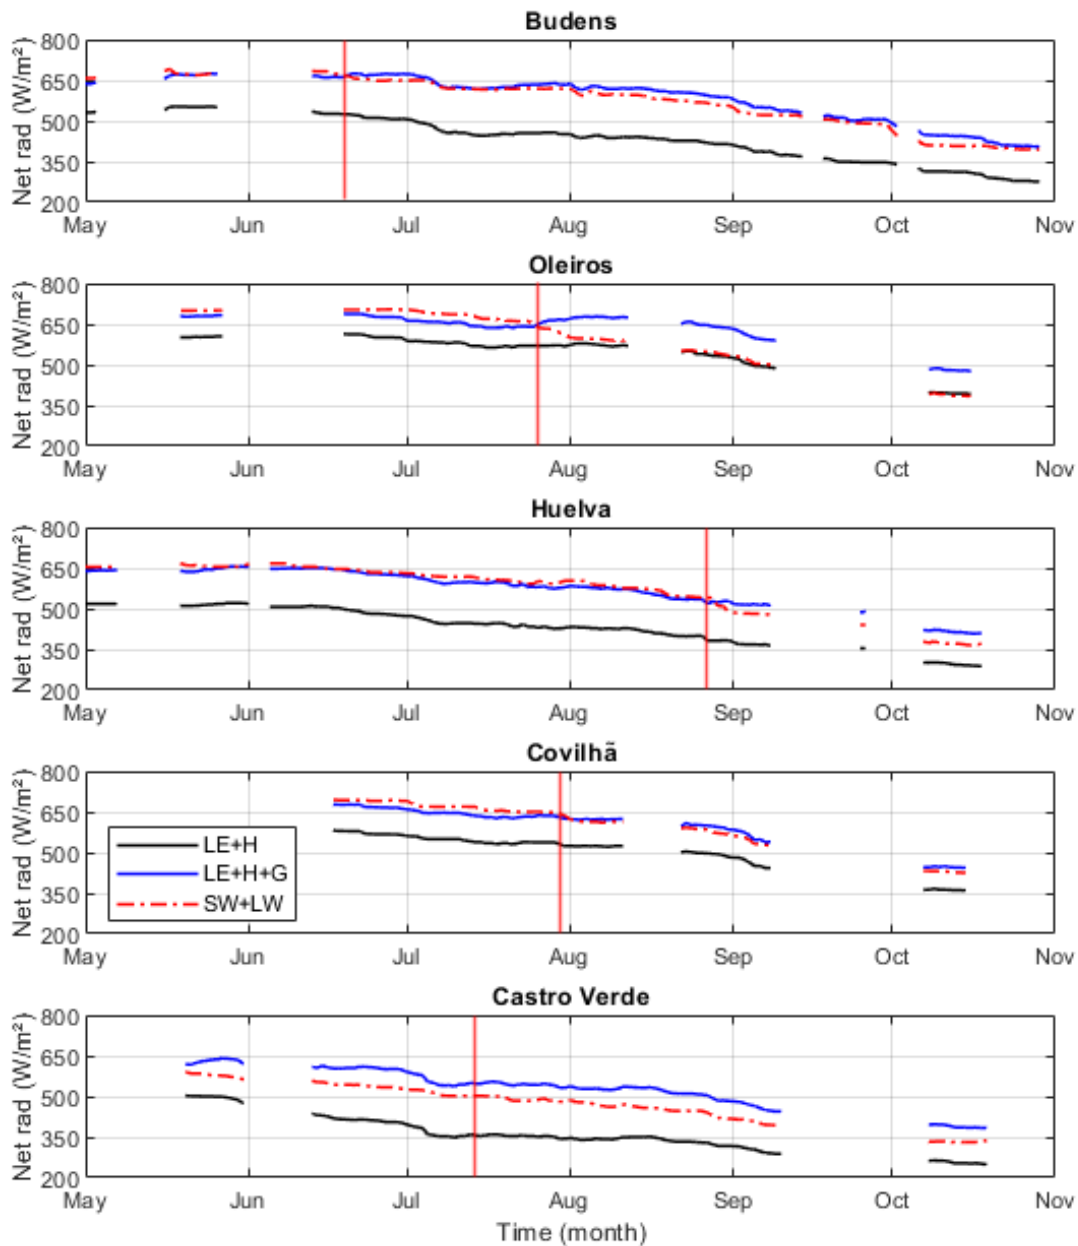 Budens
Net rad (W/m²)
800
650
500
350
200
May Jun Jul Aug Sep Oct Nov
Oleiros
Net rad (W/m²)
800
650
500
350
200
May Jun Jul Aug Sep Oct Nov
Huelva
Net rad (W/m²)
800
650
500
350
200
May Jun Jul Aug Sep Oct Nov
Covilhã
Net rad (W/m²)
800
650
500
350
200
LE+H
LE+H+G
SW+LW
May Jun Jul Aug Sep Oct Nov
Castro Verde
Net rad (W/m²)
800
650
500
350
200
May Jun Jul Aug Sep Oct Nov
Time (month)